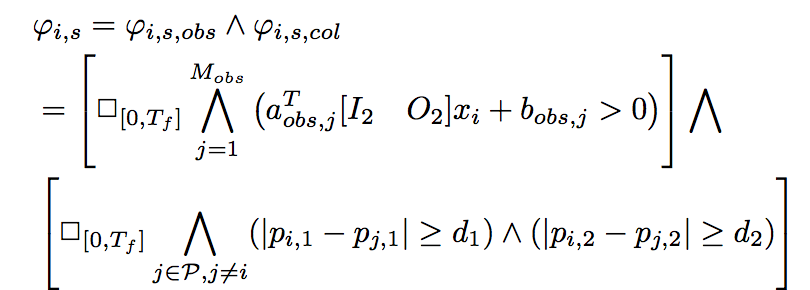 φ_{i,s} = φ_{i,s,obs} ∧ φ_{i,s,col}
= [ □_{[0,T_f]} ⋀_{j=1}^{M_{obs}} (a_{obs,j}^T [I_2 O_2] x_i + b_{obs,j} > 0) ] ⋀
[ □_{[0,T_f]} ⋀_{j∈𝒫,j≠i} (|p_{i,1} − p_{j,1}| ≥ d_1) ∧ (|p_{i,2} − p_{j,2}| ≥ d_2) ]